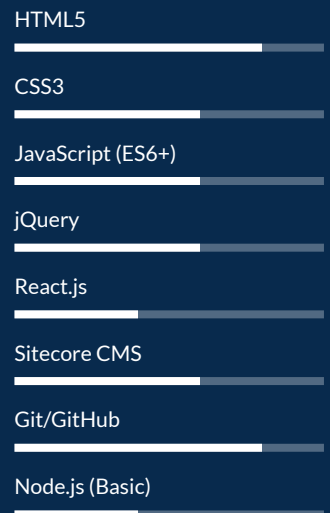 HTML5
CSS3
JavaScript (ES6+)
jQuery
React.js
Sitecore CMS
Git/GitHub
Node.js (Basic)